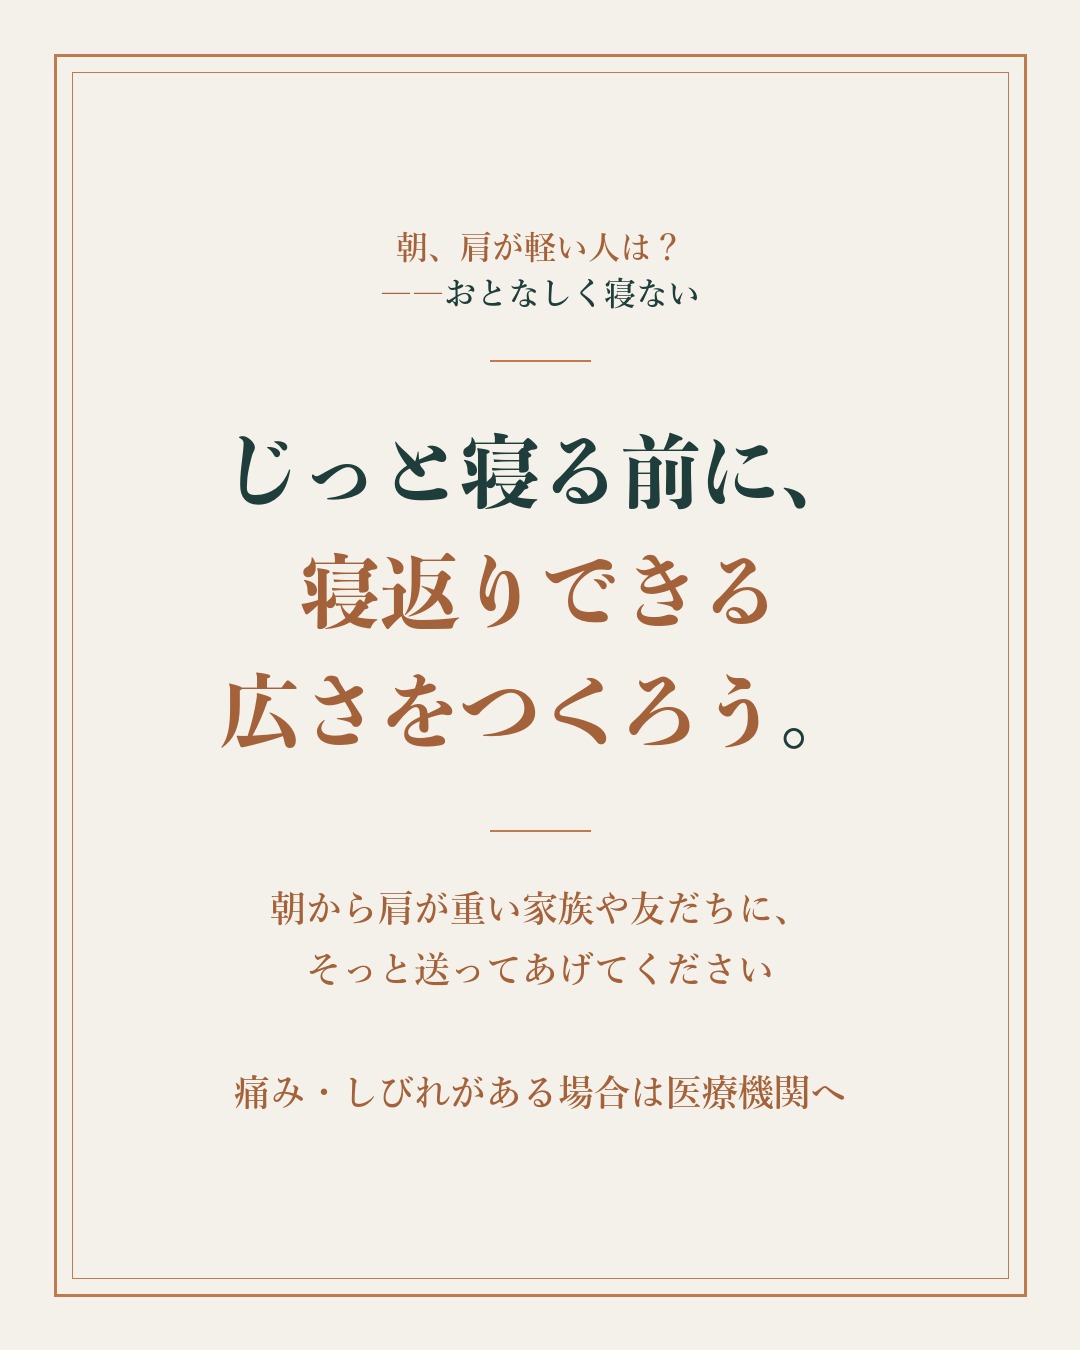 朝、肩が軽い人は？
——おとなしく寝ない
じっと寝る前に、
寝返りできる
広さをつくろう。
朝から肩が重い家族や友だちに、
そっと送ってあげてください
痛み・しびれがある場合は医療機関へ